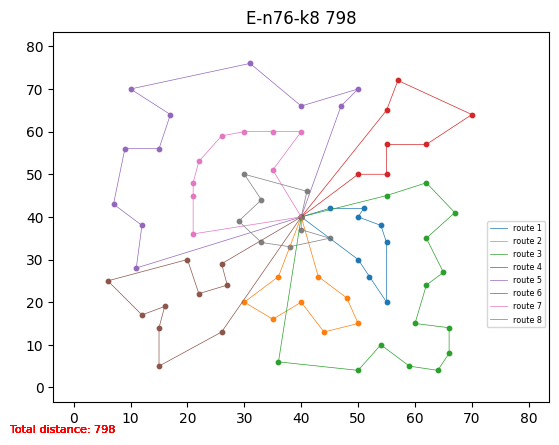 E-n76-k8 798
80
70
60
50
40
30
20
10
0
route 1
route 2
route 3
route 4
route 5
route 6
route 7
route 8
0 10 20 30 40 50 60 70 80
Total distance: 798